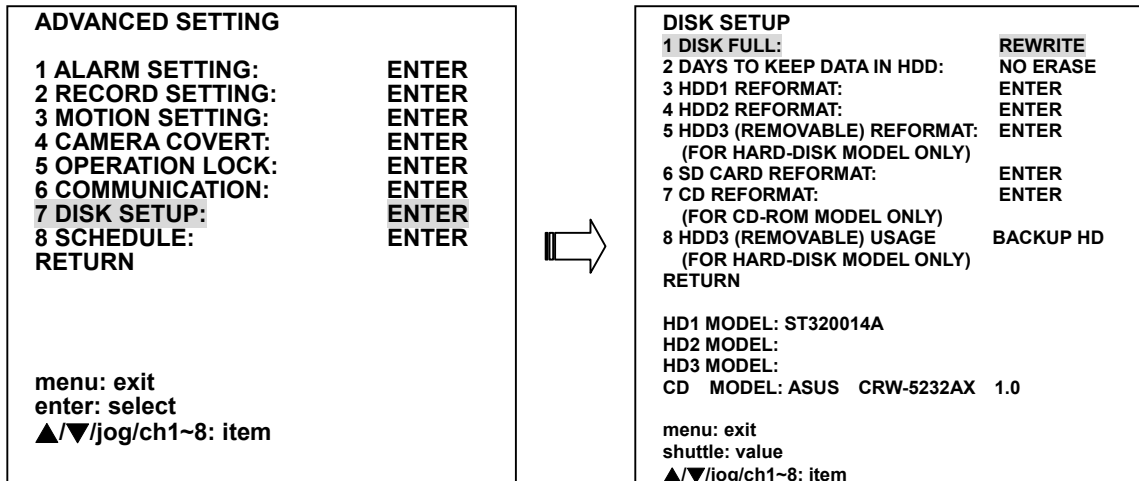 ADVANCED SETTING
1 ALARM SETTING: ENTER
2 RECORD SETTING: ENTER
3 MOTION SETTING: ENTER
4 CAMERA COVERT: ENTER
5 OPERATION LOCK: ENTER
6 COMMUNICATION: ENTER
7 DISK SETUP: ENTER
8 SCHEDULE: ENTER
RETURN
menu: exit
enter: select
▲/▼/jog/ch1~8: item
DISK SETUP
1 DISK FULL: REWRITE
2 DAYS TO KEEP DATA IN HDD: NO ERASE
3 HDD1 REFORMAT: ENTER
4 HDD2 REFORMAT: ENTER
5 HDD3 (REMOVABLE) REFORMAT: ENTER
(FOR HARD-DISK MODEL ONLY)
6 SD CARD REFORMAT: ENTER
7 CD REFORMAT: ENTER
(FOR CD-ROM MODEL ONLY)
8 HDD3 (REMOVABLE) USAGE BACKUP HD
(FOR HARD-DISK MODEL ONLY)
RETURN
HD1 MODEL: ST320014A
HD2 MODEL:
HD3 MODEL:
CD MODEL: ASUS CRW-5232AX 1.0
menu: exit
shuttle: value
▲/▼/jog/ch1~8: item